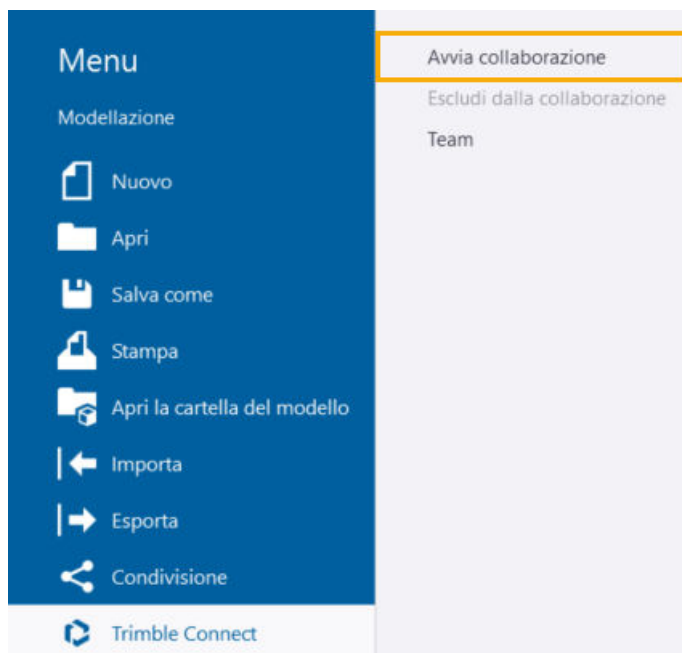 Menu
Modellazione
Nuovo
Apri
Salva come
Stampa
Apri la cartella del modello
Importa
Esporta
Condivisione
Trimble Connect
Avvia collaborazione
Escludi dalla collaborazione
Team